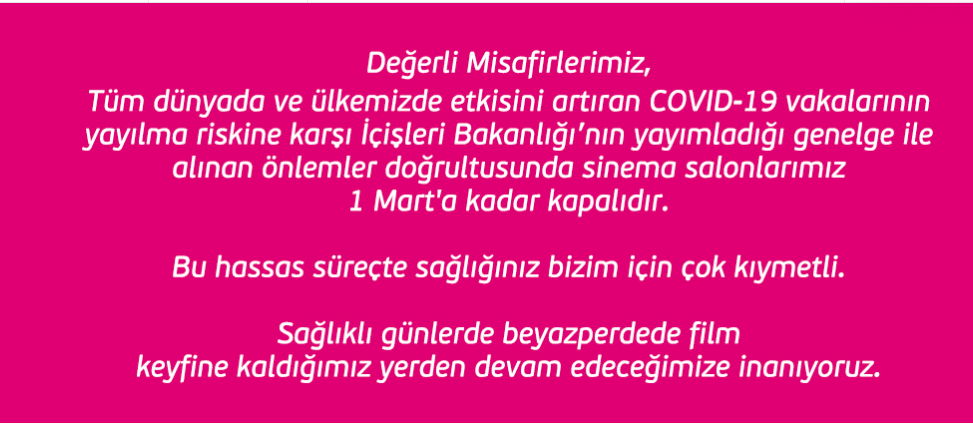 Değerli Misafirlerimiz,
Tüm dünyada ve ülkemizde etkisini artıran COVID-19 vakalarının
yayılma riskine karşı İçişleri Bakanlığı’nın yayımladığı genelge ile
alınan önlemler doğrultusunda sinema salonlarımız
1 Mart'a kadar kapalıdır.
Bu hassas süreçte sağlığınız bizim için çok kıymetli.
Sağlıklı günlerde beyazperdede film
keyfine kaldığımız yerden devam edeceğimize inanıyoruz.